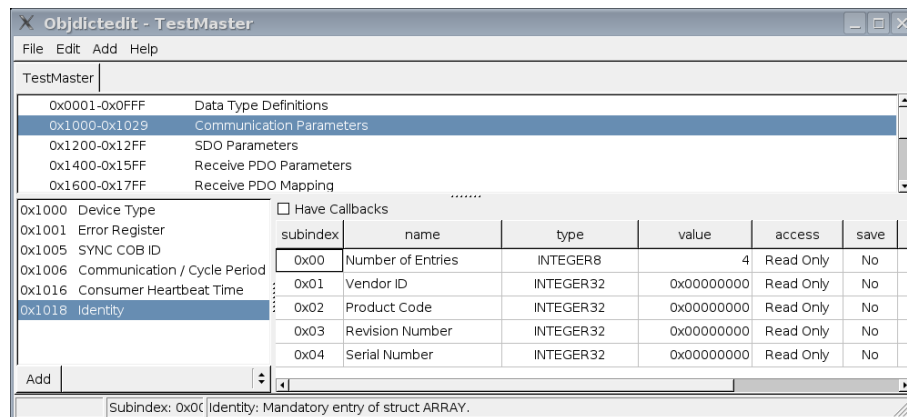 Objdictedit - TestMaster
File Edit Add Help
TestMaster
0x0001-0x0FFF Data Type Definitions
0x1000-0x1029 Communication Parameters
0x1200-0x12FF SDO Parameters
0x1400-0x15FF Receive PDO Parameters
0x1600-0x17FF Receive PDO Mapping
0x1000 Device Type
0x1001 Error Register
0x1005 SYNC COB ID
0x1006 Communication / Cycle Period
0x1016 Consumer Heartbeat Time
0x1018 Identity
Add
Have Callbacks
subindex name type value access save
0x00 Number of Entries INTEGER8 4 Read Only No
0x01 Vendor ID INTEGER32 0x00000000 Read Only No
0x02 Product Code INTEGER32 0x00000000 Read Only No
0x03 Revision Number INTEGER32 0x00000000 Read Only No
0x04 Serial Number INTEGER32 0x00000000 Read Only No
Subindex: 0x00 Identity: Mandatory entry of struct ARRAY.